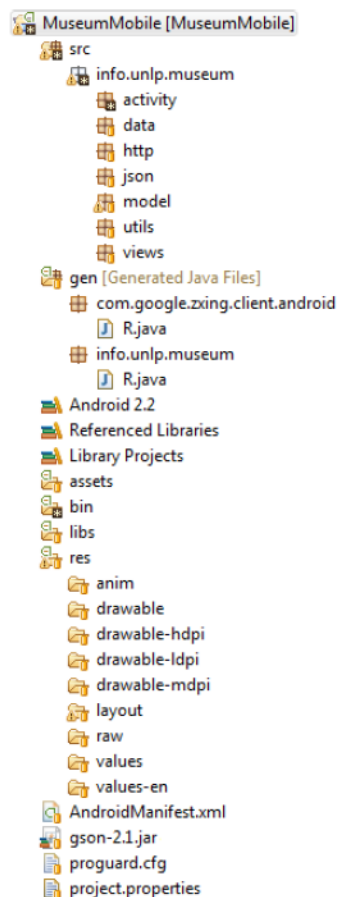 MuseumMobile [MuseumMobile]
src
info.unlp.museum
activity
data
http
json
model
utils
views
gen [Generated Java Files]
com.google.zxing.client.android
R.java
info.unlp.museum
R.java
Android 2.2
Referenced Libraries
Library Projects
assets
bin
libs
res
anim
drawable
drawable-hdpi
drawable-ldpi
drawable-mdpi
layout
raw
values
values-en
AndroidManifest.xml
gson-2.1.jar
proguard.cfg
project.properties